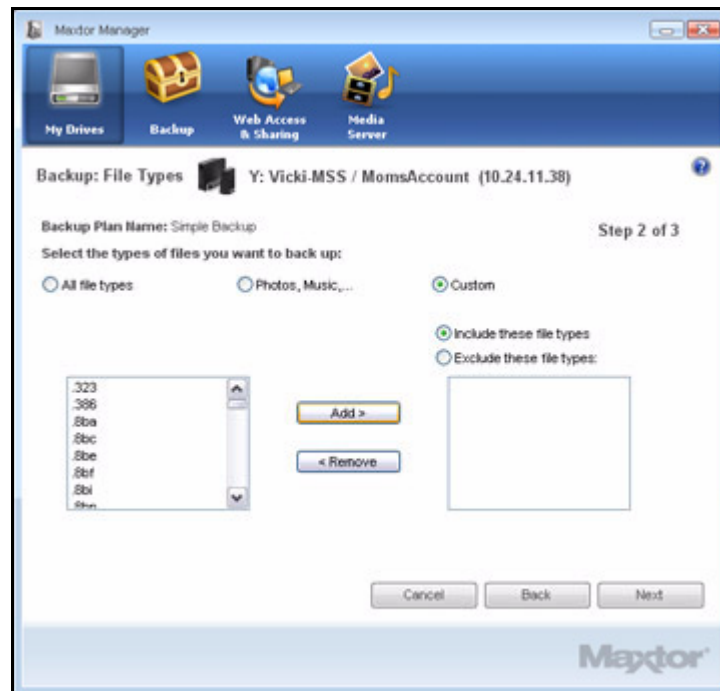 Maxtor Manager
My Drives
Backup
Web Access
& Sharing
Media
Server
Backup: File Types
Y: Vicki-MSS / MomsAccount (10.24.11.38)
Backup Plan Name: Simple Backup
Step 2 of 3
Select the types of files you want to back up:
All file types
Photos, Music,...
Custom
Include these file types
Exclude these file types:
.323
.386
.8ba
.8bc
.8be
.8bf
.8bi
Add >
< Remove
Cancel
Back
Next
Maxtor